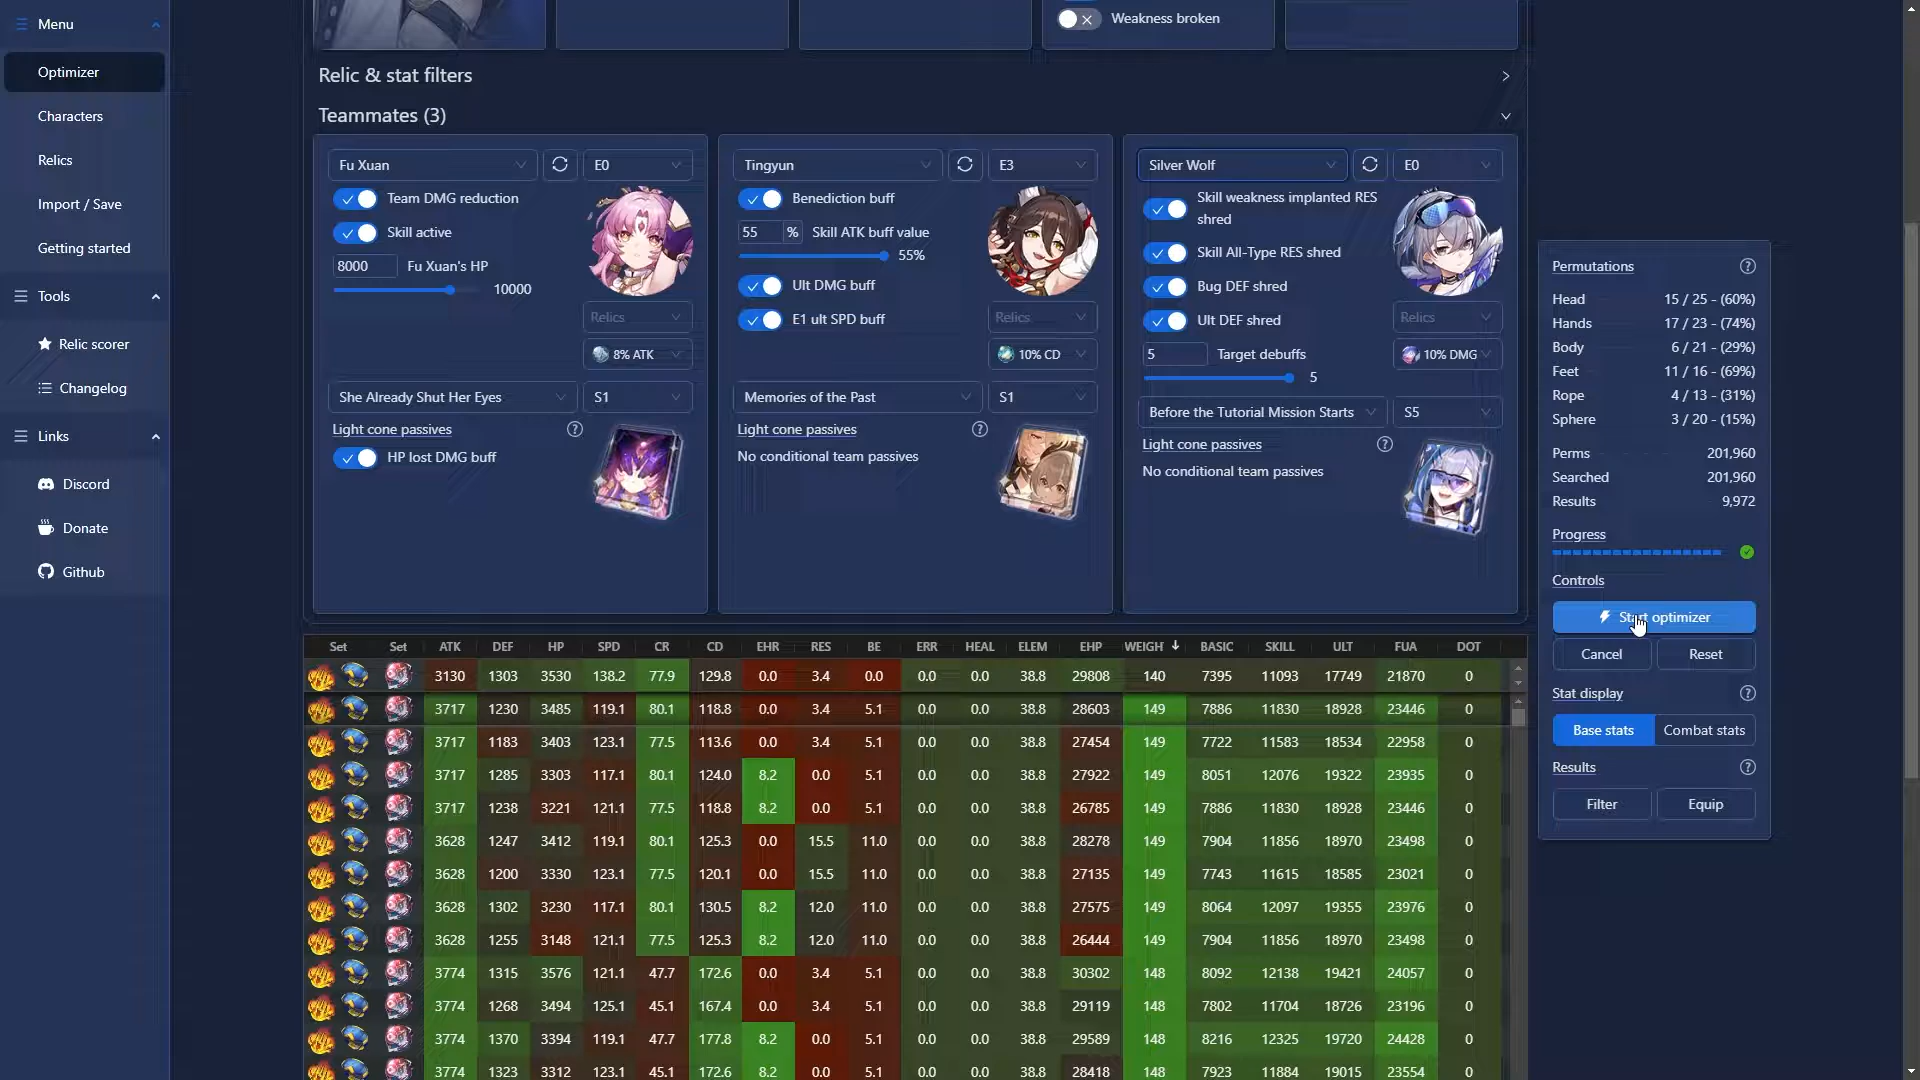 Menu
Optimizer
Characters
Relics
Import / Save
Getting started
Tools
Relic scorer
Changelog
Links
Discord
Donate
Github
Weakness broken
Relic & stat filters
Teammates (3)
Fu Xuan E0
Team DMG reduction
Skill active
8000 Fu Xuan's HP
10000
Relics
8% ATK
She Already Shut Her Eyes S1
Light cone passives
HP lost DMG buff
Tingyun E3
Benediction buff
55 % Skill ATK buff value
55%
Ult DMG buff
E1 ult SPD buff
Relics
10% CD
Memories of the Past S1
Light cone passives
No conditional team passives
Silver Wolf E0
Skill weakness implanted RES
shred
Skill All-Type RES shred
Bug DEF shred
Ult DEF shred
Relics
5 Target debuffs
10% DMG
5
Before the Tutorial Mission Starts S5
Light cone passives
No conditional team passives
Permutations
Head 15 / 25 - (60%)
Hands 17 / 23 - (74%)
Body 6 / 21 - (29%)
Feet 11 / 16 - (69%)
Rope 4 / 13 - (31%)
Sphere 3 / 20 - (15%)
Perms 201,960
Searched 201,960
Results 9,972
Progress
Controls
Start optimizer
Cancel Reset
Stat display
Base stats Combat stats
Results
Filter Equip
Set Set ATK DEF HP SPD CR CD EHR RES BE ERR HEAL ELEM EHP WEIGH BASIC SKILL ULT FUA DOT
3130 1303 3530 138.2 77.9 129.8 0.0 3.4 0.0 0.0 0.0 38.8 29808 140 7395 11093 17749 21870 0
3717 1230 3485 119.1 80.1 118.8 0.0 3.4 5.1 0.0 0.0 38.8 28603 149 7886 11830 18928 23446 0
3717 1183 3403 123.1 77.5 113.6 0.0 3.4 5.1 0.0 0.0 38.8 27454 149 7722 11583 18534 22958 0
3717 1285 3303 117.1 80.1 124.0 8.2 0.0 5.1 0.0 0.0 38.8 27922 149 8051 12076 19322 23935 0
3717 1238 3221 121.1 77.5 118.8 8.2 0.0 5.1 0.0 0.0 38.8 26785 149 7886 11830 18928 23446 0
3628 1247 3412 119.1 80.1 125.3 0.0 15.5 11.0 0.0 0.0 38.8 28278 149 7904 11856 18970 23498 0
3628 1200 3330 123.1 77.5 120.1 0.0 15.5 11.0 0.0 0.0 38.8 27135 149 7743 11615 18585 23021 0
3628 1302 3230 117.1 80.1 130.5 8.2 12.0 11.0 0.0 0.0 38.8 27575 149 8064 12097 19355 23976 0
3628 1255 3148 121.1 77.5 125.3 8.2 12.0 11.0 0.0 0.0 38.8 26444 149 7904 11856 18970 23498 0
3774 1315 3576 121.1 47.7 172.6 0.0 3.4 5.1 0.0 0.0 38.8 30302 148 8092 12138 19421 24057 0
3774 1268 3494 125.1 45.1 167.4 0.0 3.4 5.1 0.0 0.0 38.8 29119 148 7802 11704 18726 23196 0
3774 1370 3394 119.1 47.7 177.8 8.2 0.0 5.1 0.0 0.0 38.8 29589 148 8216 12325 19720 24428 0
3774 1323 3312 123.1 45.1 172.6 8.2 0.0 5.1 0.0 0.0 38.8 28418 148 7923 11884 19015 23554 0